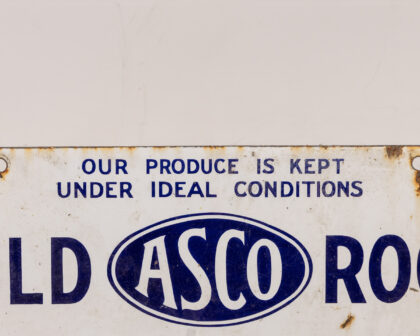 OUR PRODUCE IS KEPT
UNDER IDEAL CONDITIONS
LD ASCO RO